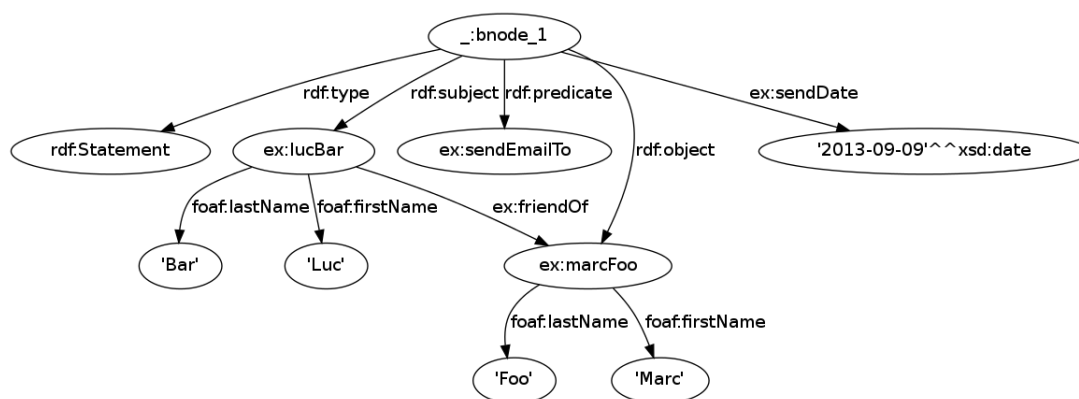 _:bnode_1
rdf:type
rdf:subject
rdf:predicate
ex:sendDate
rdf:Statement
ex:lucBar
ex:sendEmailTo
rdf:object
'2013-09-09'^^xsd:date
foaf:lastName
foaf:firstName
ex:friendOf
'Bar'
'Luc'
ex:marcFoo
foaf:lastName
foaf:firstName
'Foo'
'Marc'